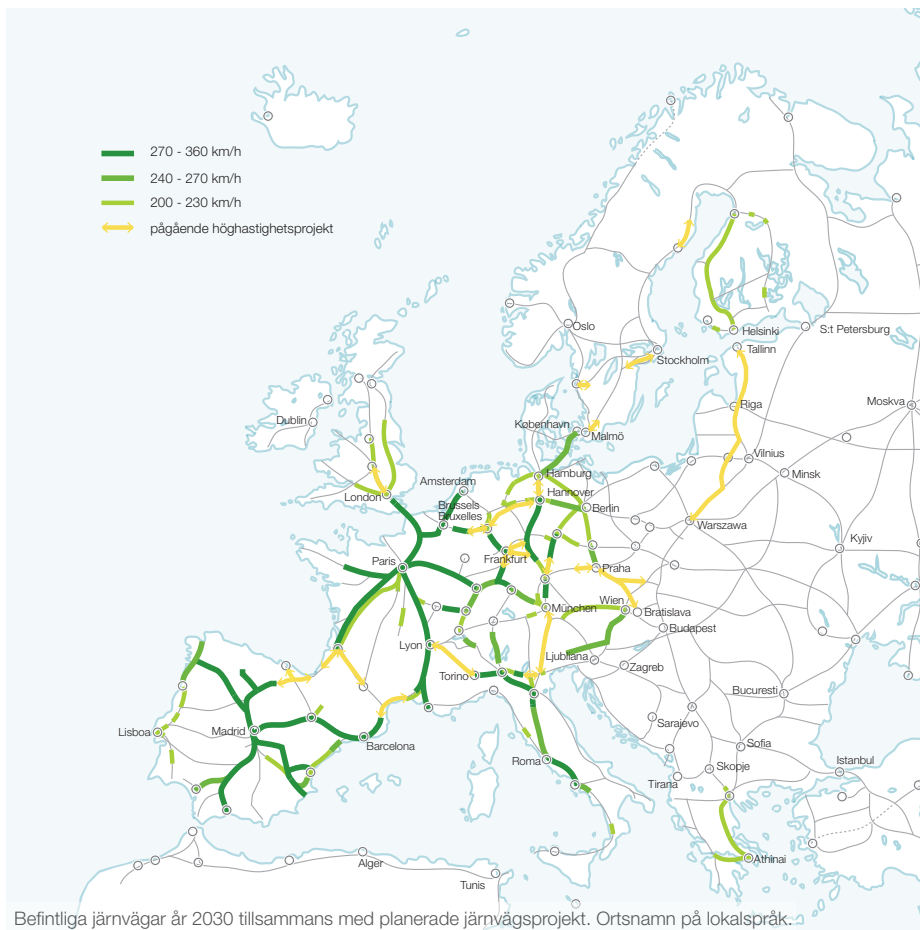 270 - 360 km/h
240 - 270 km/h
200 - 230 km/h
pågående höghastighetsprojekt
Oslo
Helsinki
S:t Petersburg
Tallinn
Stockholm
Riga
Moskva
Dublin
København
Malmö
Vilnius
Minsk
Hamburg
Amsterdam
London
Hannover
Brussels
Bruxelles
Berlin
Warszawa
Kyjiv
Paris
Frankfurt
Praha
Wien
München
Bratislava
Budapest
Lyon
Ljubliana
Zagreb
Torino
Bucuresti
Lisboa
Madrid
Sarajevo
Barcelona
Sofia
Roma
Skopje
Istanbul
Tirana
Athinai
Alger
Tunis
Befintliga järnvägar år 2030 tillsammans med planerade järnvägsprojekt. Ortsnamn på lokalspråk.